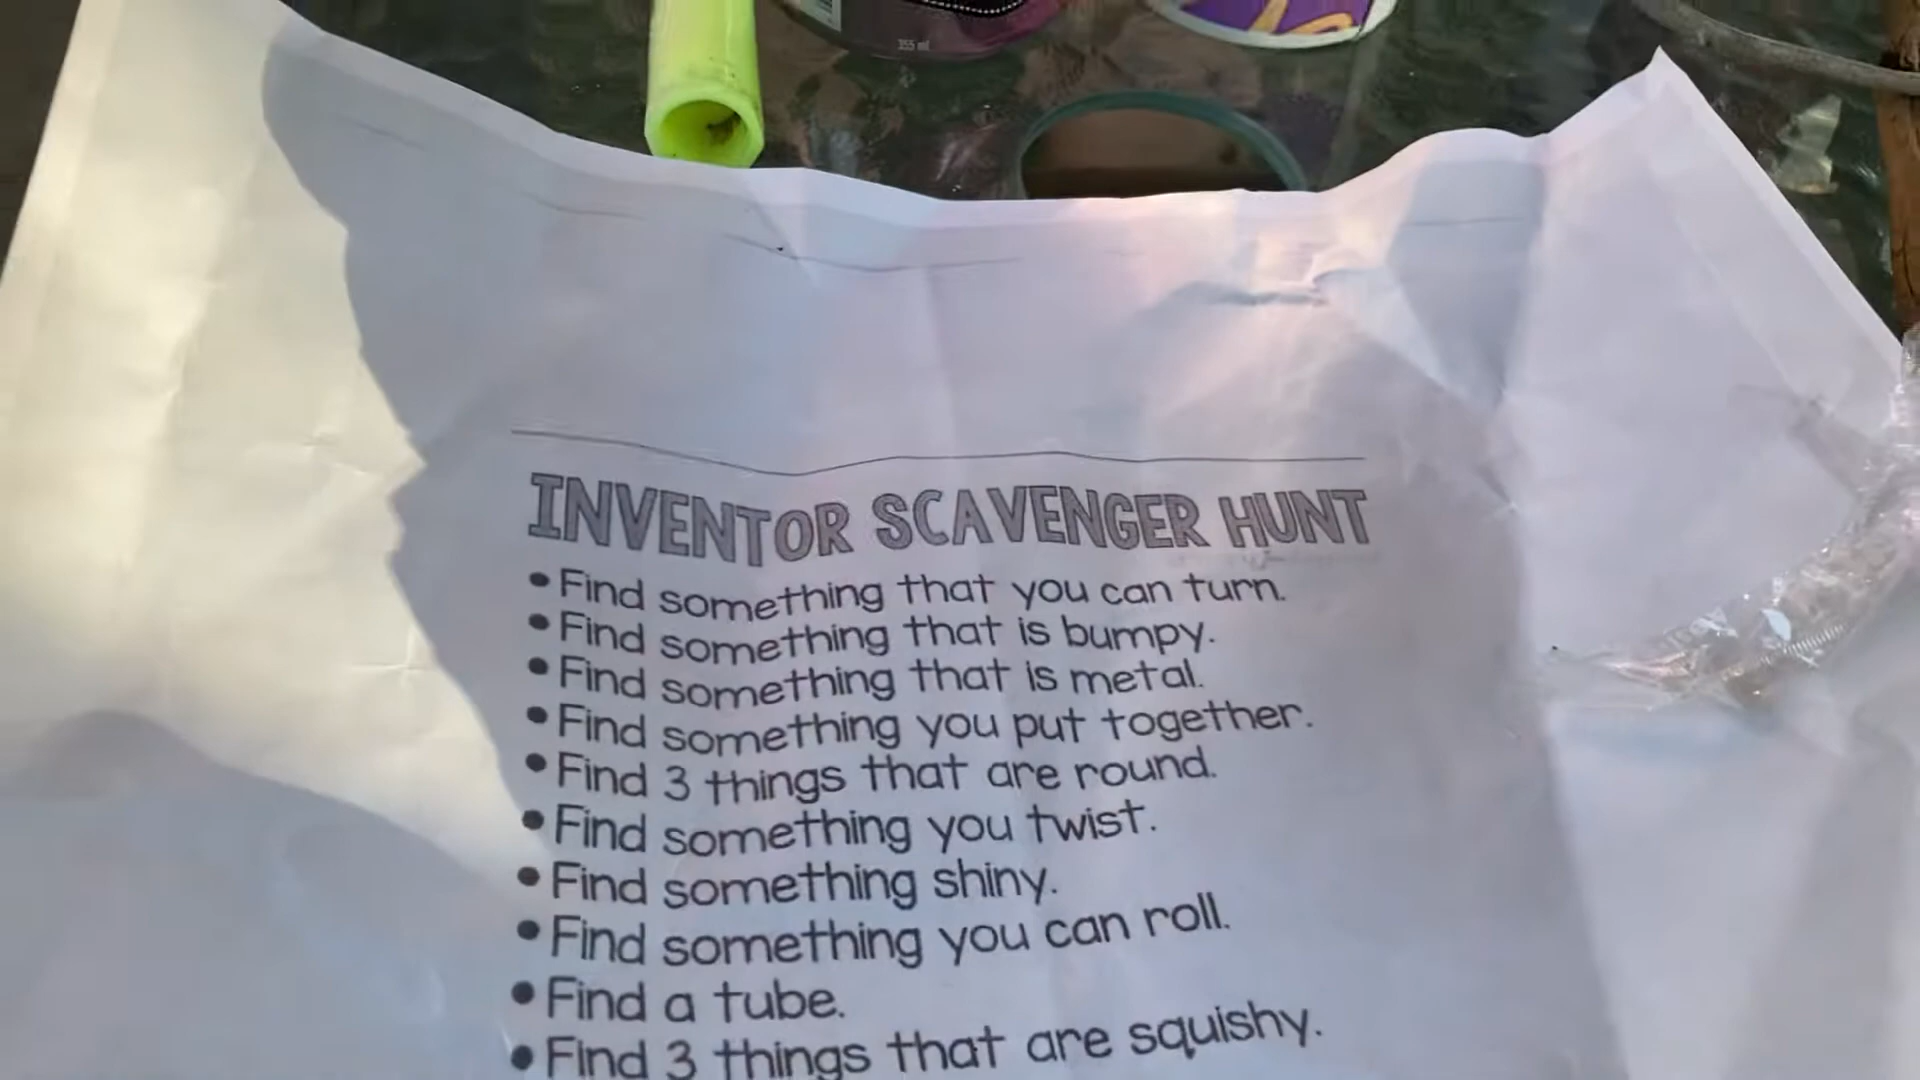 355 ml
INVENTOR SCAVENGER HUNT
• Find something that you can turn.
• Find something that is bumpy.
• Find something that is metal.
• Find something you put together.
• Find 3 things that are round.
• Find something you twist.
• Find something shiny.
• Find something you can roll.
• Find a tube.
• Find 3 things that are squishy.